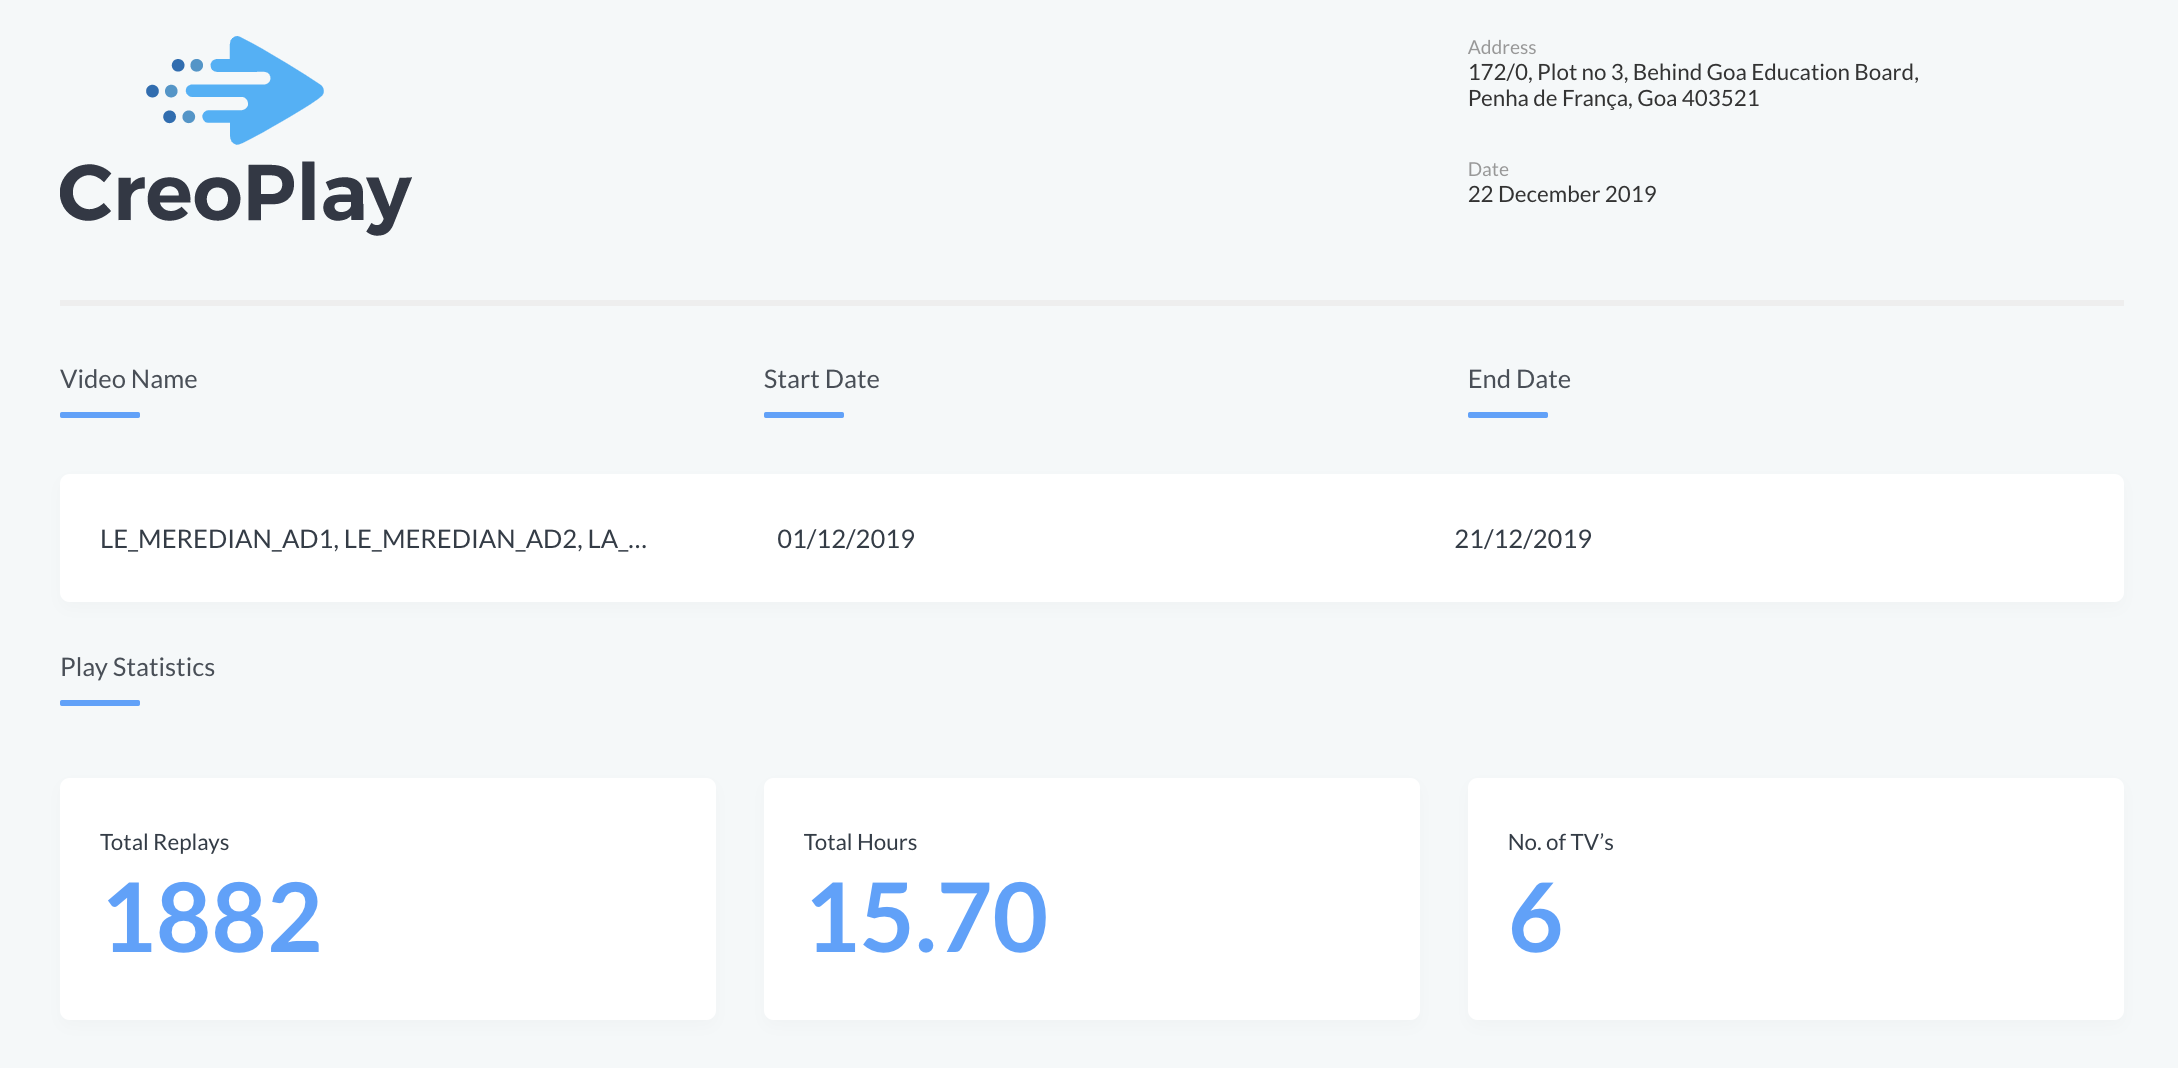 CreoPlay
Address
172/0, Plot no 3, Behind Goa Education Board,
Penha de França, Goa 403521
Date
22 December 2019
Video Name
Start Date
End Date
LE_MEREDIAN_AD1, LE_MEREDIAN_AD2, LA_...
01/12/2019
21/12/2019
Play Statistics
Total Replays
1882
Total Hours
15.70
No. of TV’s
6